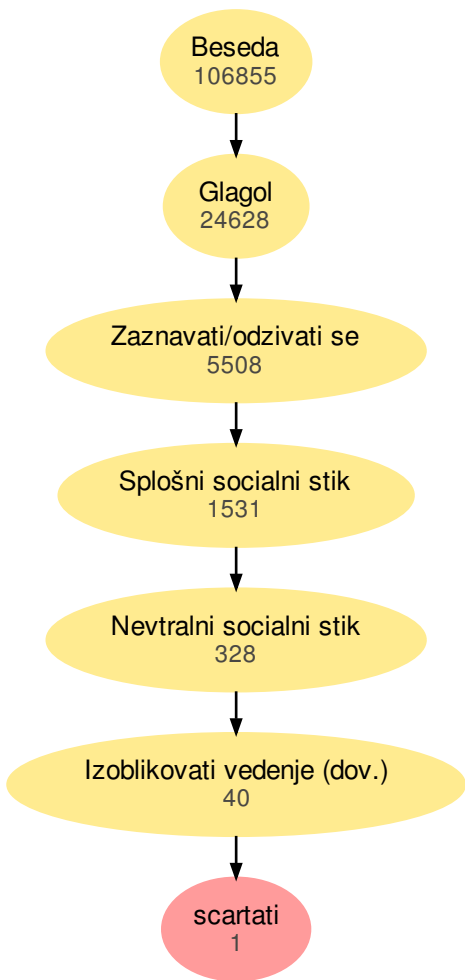 Beseda
106855
Glagol
24628
Zaznavati/odzivati se
5508
Splošni socialni stik
1531
Nevtralni socialni stik
328
Izoblikovati vedenje (dov.)
40
scartati
1